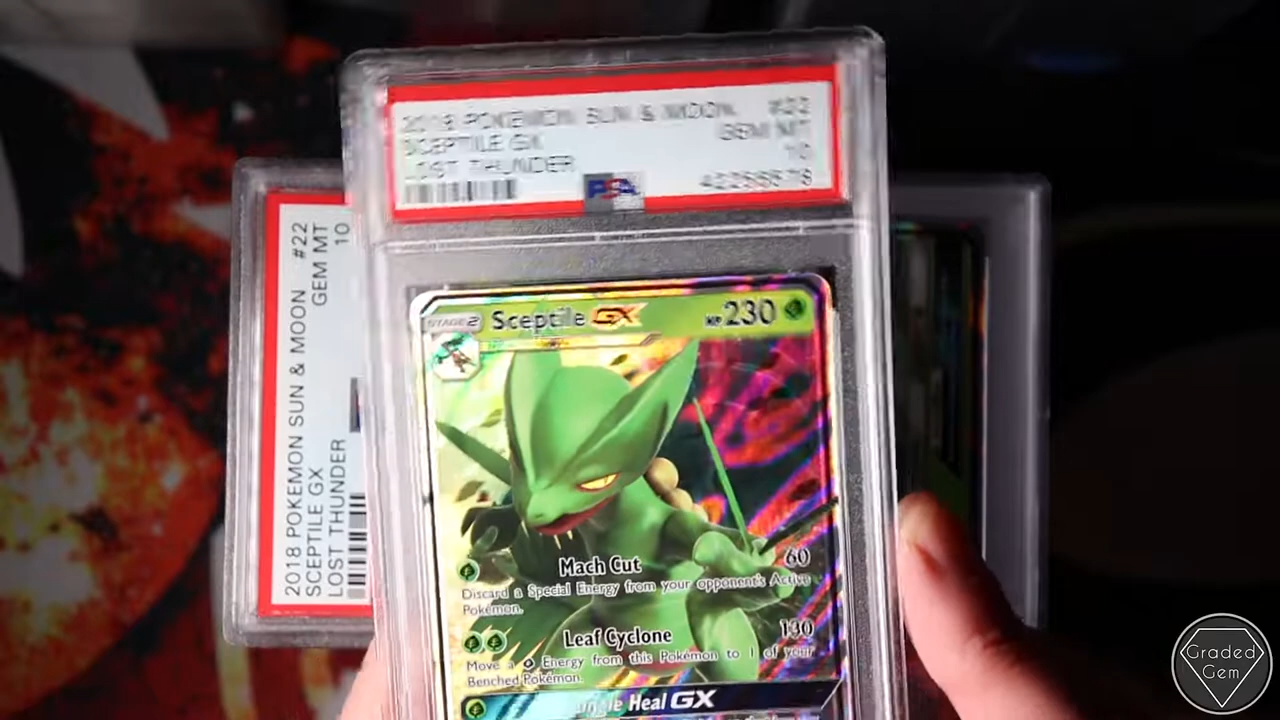 2018 POKEMON SUN & MOON #22
SCEPTILE GX GEM MT
LOST THUNDER 10
PSA
2018 POKEMON SUN & MOON #22
SCEPTILE GX GEM MT
LOST THUNDER 10
STAGE 2 Sceptile GX HP 230
Mach Cut 60
Discard a Special Energy from your opponent's Active
Pokémon.
Leaf Cyclone 130
Move a Energy from this Pokémon to 1 of your
Benched Pokémon.
Heal GX
Graded
Gem